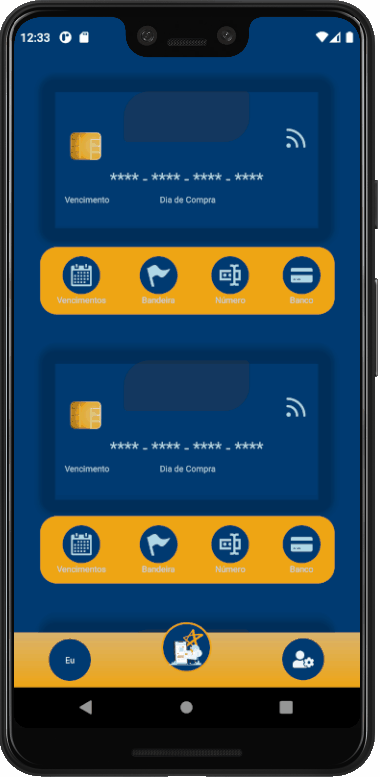 12:33
**** - **** - **** - ****
Vencimento Dia de Compra
Vencimentos Bandeira Número Banco
**** - **** - **** - ****
Vencimento Dia de Compra
Vencimentos Bandeira Número Banco
Eu